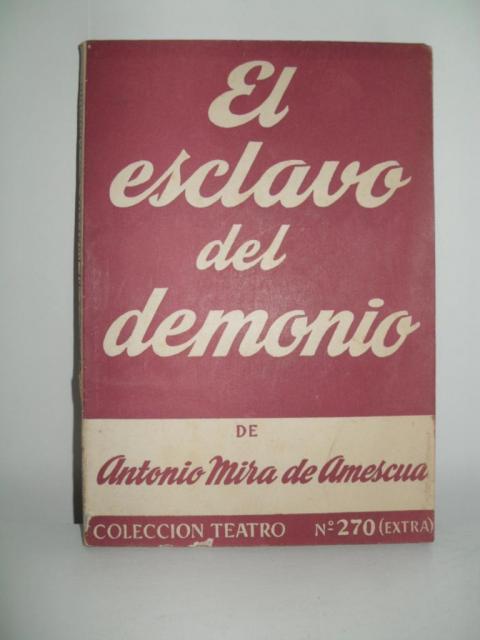 El
esclavo
del
demonio
DE
Antonio Mira de Amescua
COLECCION TEATRO Nº 270 (EXTRA)